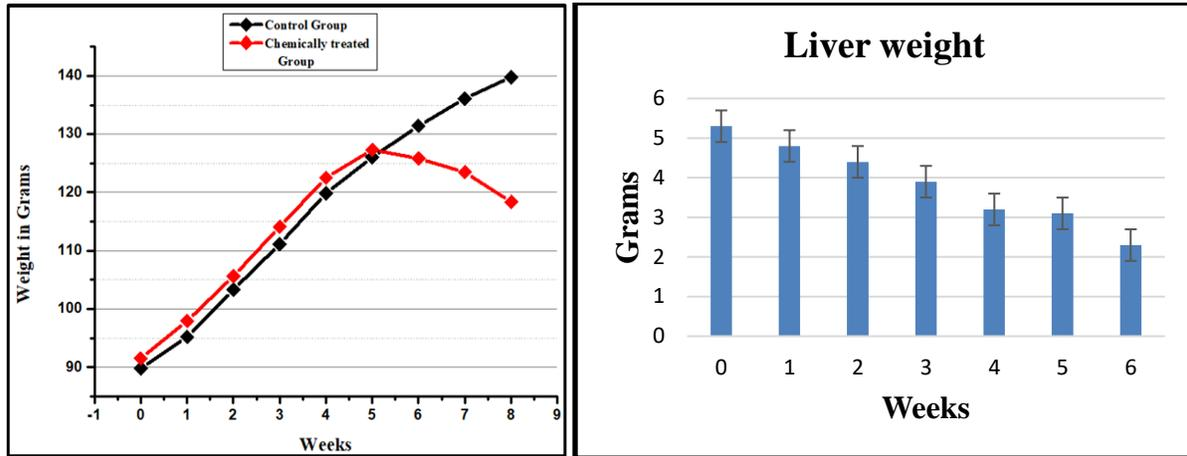 Control Group
Chemically treated
Group
Weight in Grams
140
130
120
110
100
90
-1 0 1 2 3 4 5 6 7 8 9
Weeks
Liver weight
Grams
6
5
4
3
2
1
0
0 1 2 3 4 5 6
Weeks